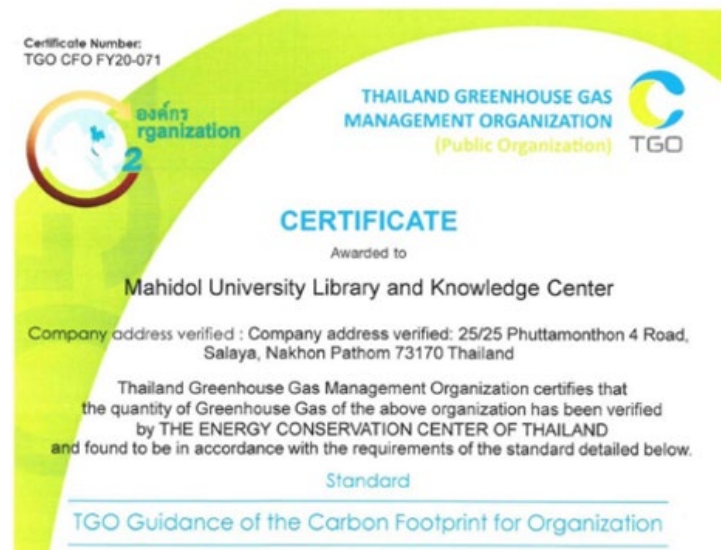 Certificate Number:
TGO CFO FY20-071
องค์กร
rganization
2
THAILAND GREENHOUSE GAS
MANAGEMENT ORGANIZATION
(Public Organization)
TGO
CERTIFICATE
Awarded to
Mahidol University Library and Knowledge Center
Company address verified : Company address verified: 25/25 Phuttamonthon 4 Road,
Salaya, Nakhon Pathom 73170 Thailand
Thailand Greenhouse Gas Management Organization certifies that
the quantity of Greenhouse Gas of the above organization has been verified
by THE ENERGY CONSERVATION CENTER OF THAILAND
and found to be in accordance with the requirements of the standard detailed below.
Standard
TGO Guidance of the Carbon Footprint for Organization